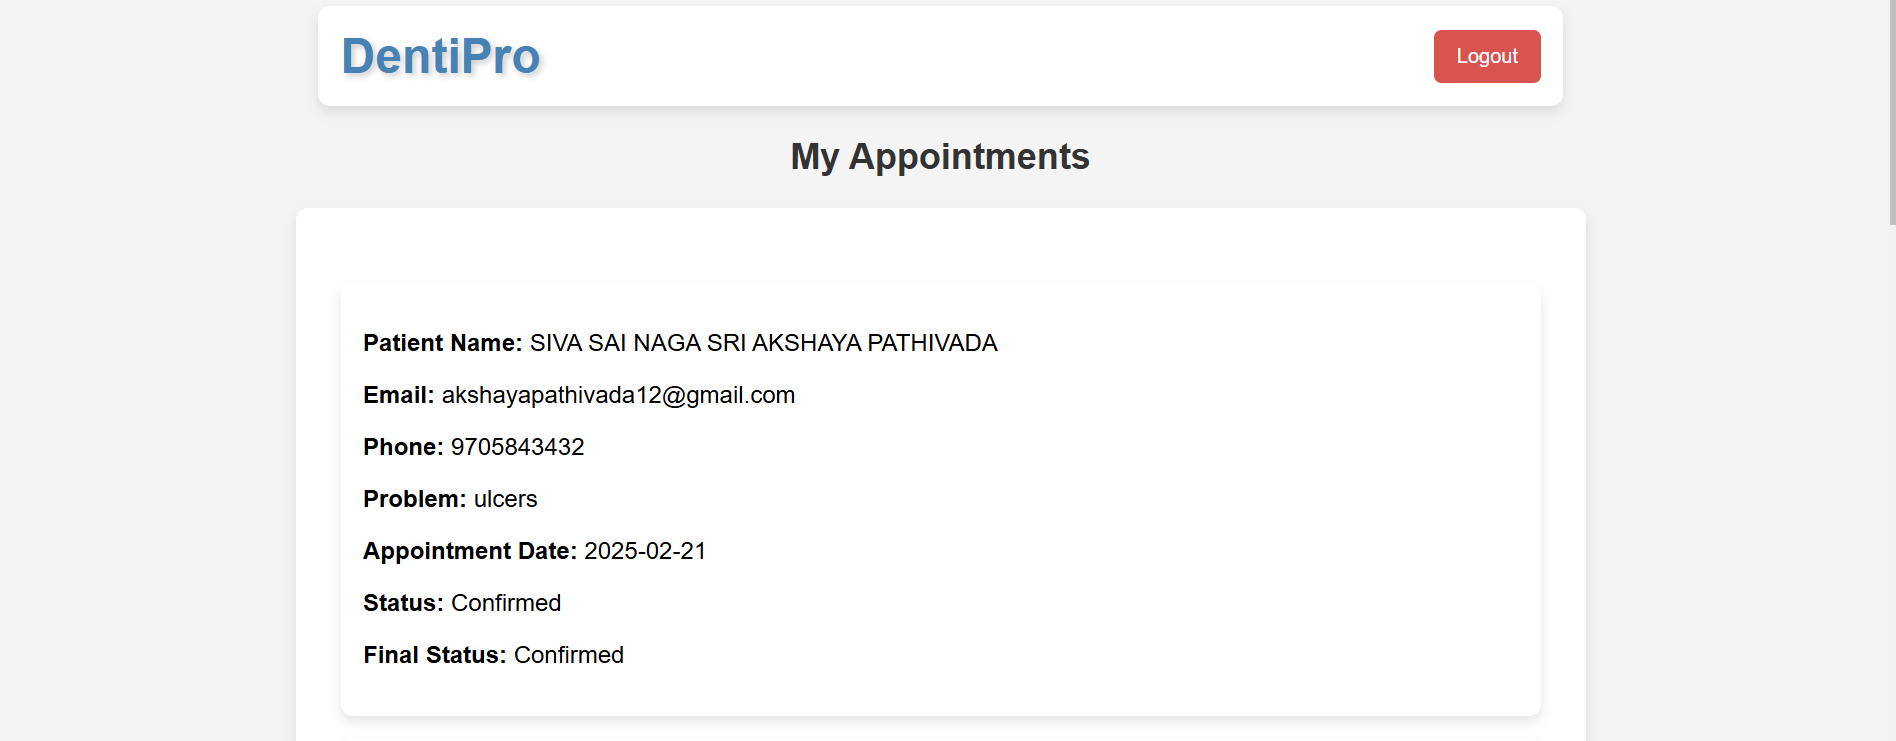 DentiPro
Logout
My Appointments
Patient Name: SIVA SAI NAGA SRI AKSHAYA PATHIVADA
Email: akshayapathivada12@gmail.com
Phone: 9705843432
Problem: ulcers
Appointment Date: 2025-02-21
Status: Confirmed
Final Status: Confirmed